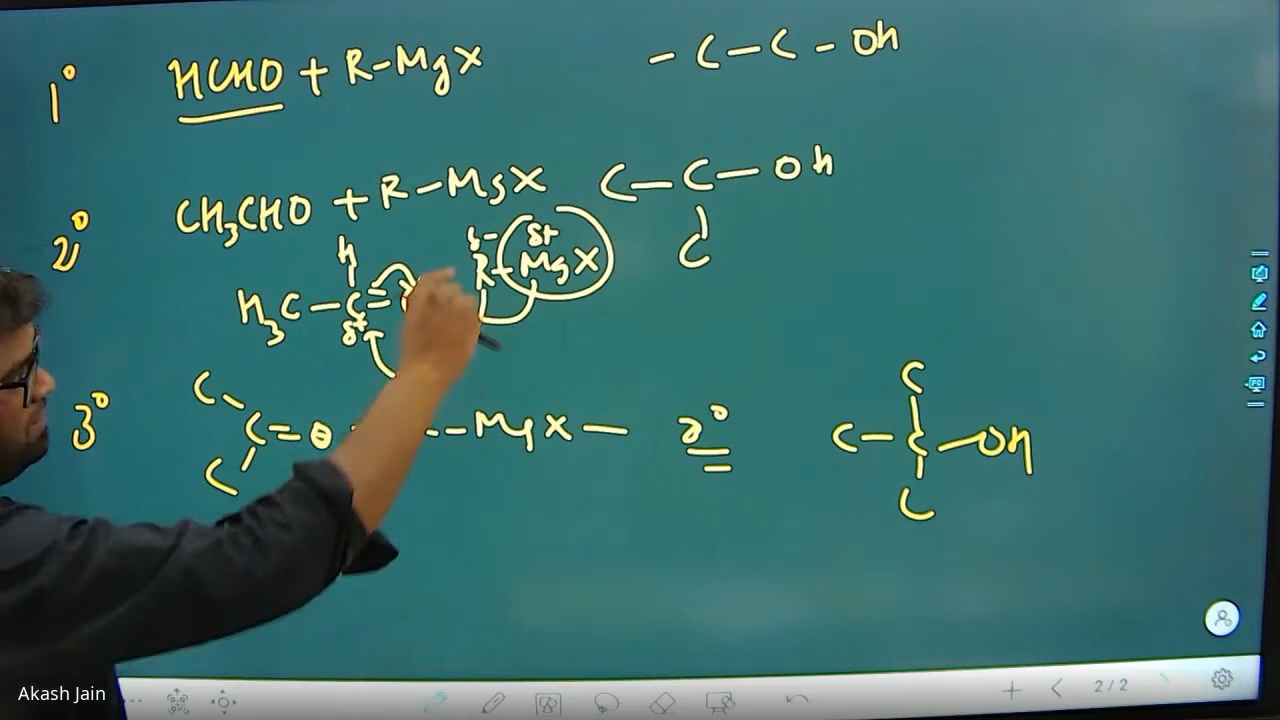 1° HCHO + R-MgX -C-C-OH
2° CH3CHO + R-MgX C-C-OH
C
H
δ- δ+
R-MgX
H3C-C=
δ+
3° C
C=O -MgX- 2°
C
C
C-C-OH
C
2/2
Akash Jain